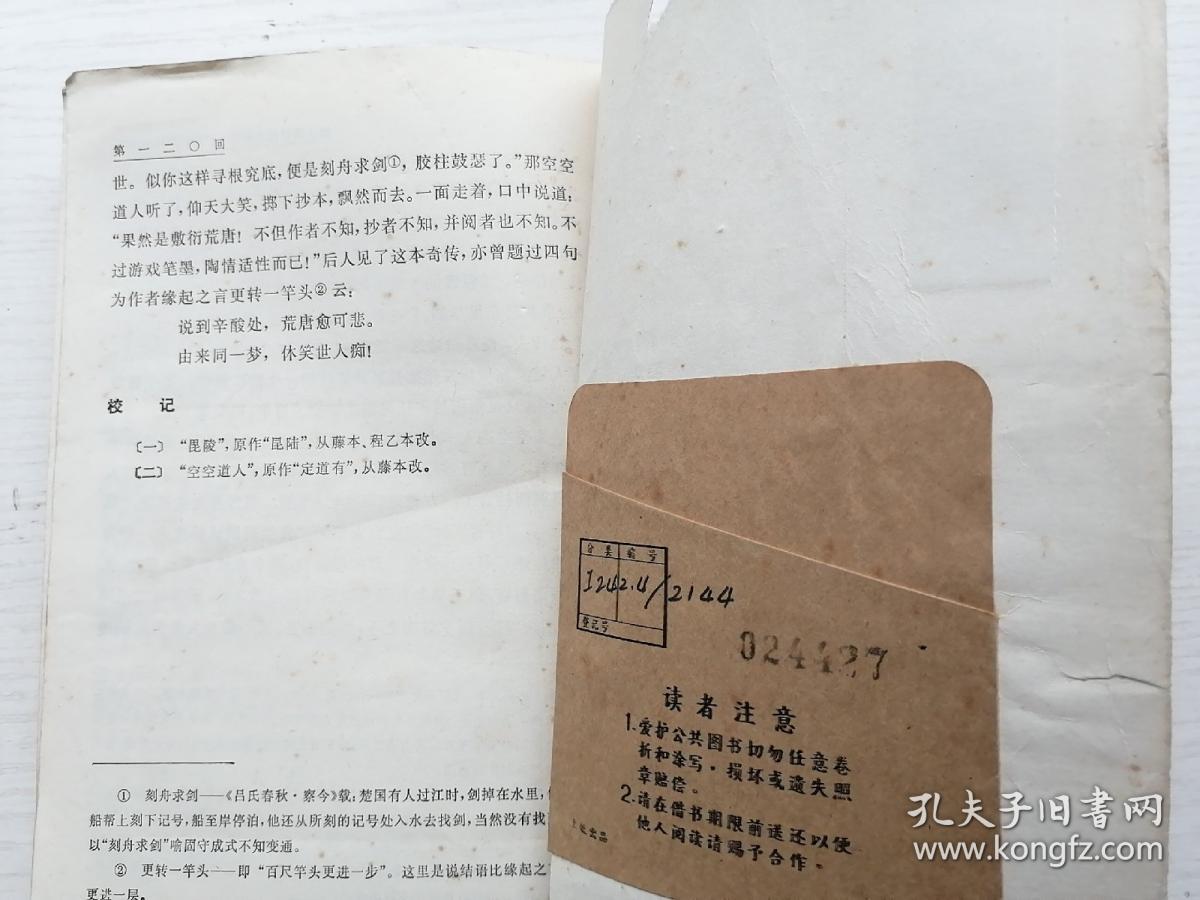 第一二〇回
世。似你这样寻根究底，便是刻舟求剑①，胶柱鼓瑟了。”那空空
道人听了，仰天大笑，掷下抄本，飘然而去。一面走着，口中说道：
“果然是敷衍荒唐！不但作者不知，抄者不知，并阅者也不知。不
过游戏笔墨，陶情适性而已！”后人见了这本奇传，亦曾题过四句
为作者缘起之言更转一竿头②云：
说到辛酸处，荒唐愈可悲。
由来同一梦，休笑世人痴！
校 记
〔一〕 “毘陵”，原作“昆陆”，从藤本、程乙本改。
〔二〕 “空空道人”，原作“定道有”，从藤本改。
① 刻舟求剑——《吕氏春秋·察今》载：楚国有人过江时，剑掉在水里，
船帮上刻下记号，船至岸停泊，他还从所刻的记号处入水去找剑，当然没有找
以“刻舟求剑”喻固守成式不知变通。
② 更转一竿头——即“百尺竿头更进一步”。这里是说结语比缘起之
更进一层。
分类 编号
I242.4/2144
登记号
024427
读者注意
1.爱护公共图书切勿任意卷
折和涂写·损坏或遗失照
章赔偿。
2.请在借书期限前送还以便
他人阅读请赐予合作。
孔夫子旧书网
www.kongfz.com